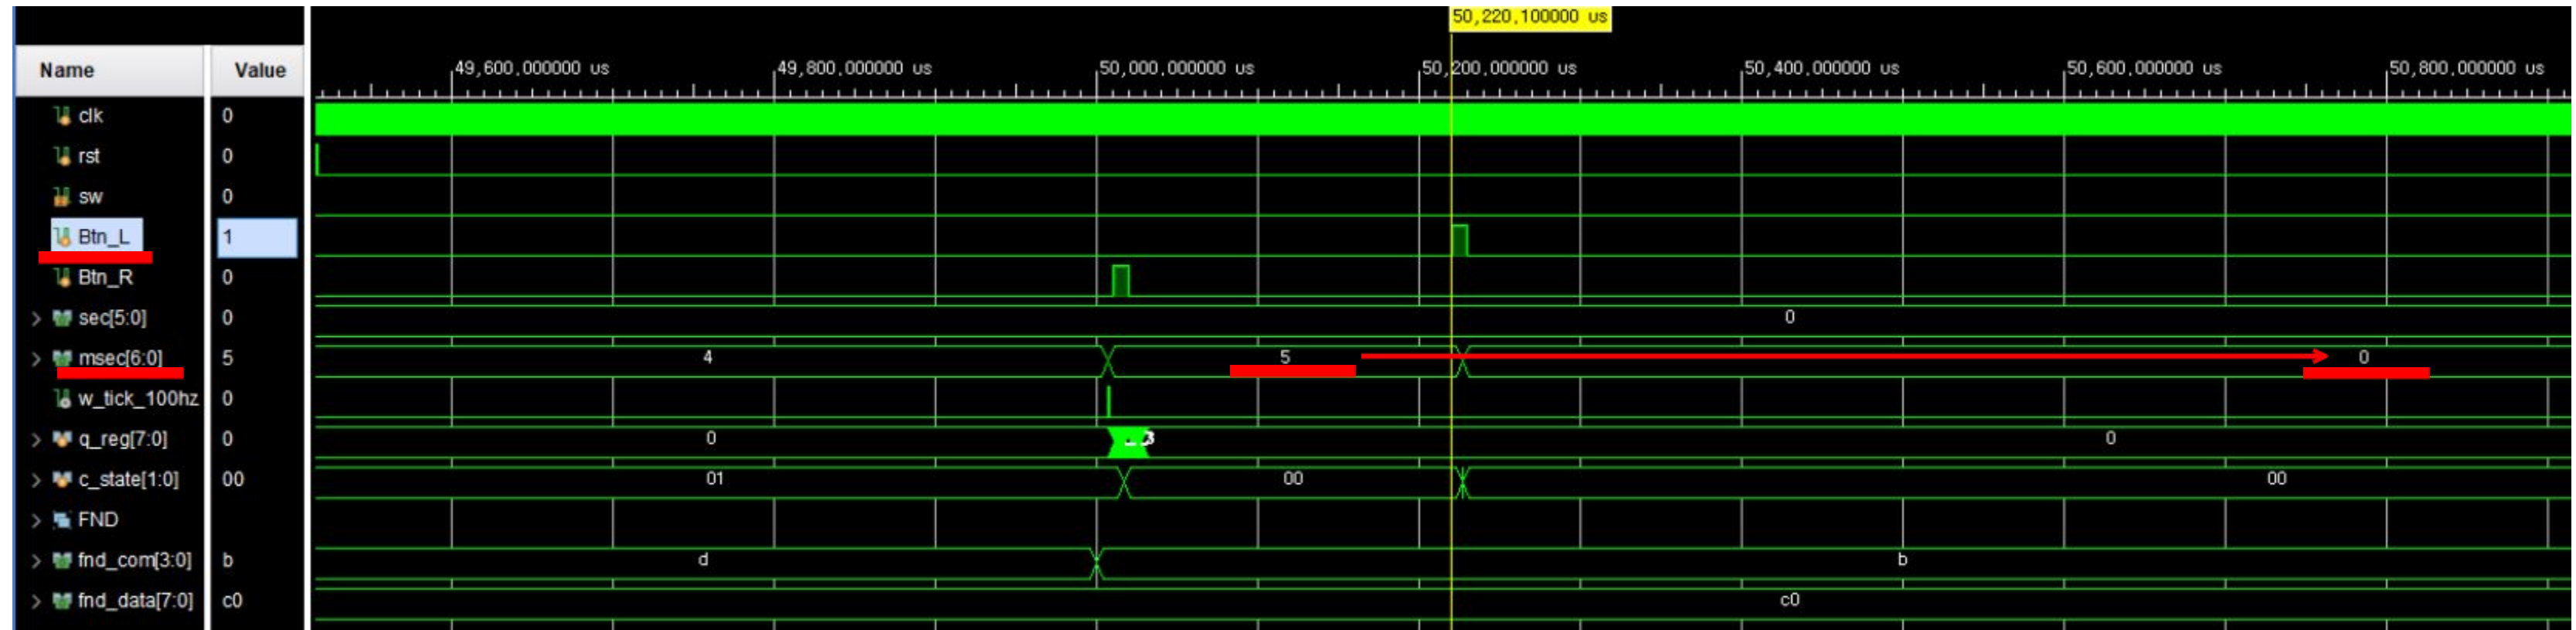 50,220.100000 us
Name Value 49,600.000000 us 49,800.000000 us 50,000.000000 us 50,200.000000 us 50,400.000000 us 50,600.000000 us 50,800.000000 us
clk 0
rst 0
sw 0
Btn_L 1
Btn_R 0
sec[5:0] 0 0
msec[6:0] 5 4 5 0
w_tick_100hz 0
q_reg[7:0] 0 0 0
c_state[1:0] 00 01 00 00
FND
fnd_com[3:0] b d b
fnd_data[7:0] c0 c0